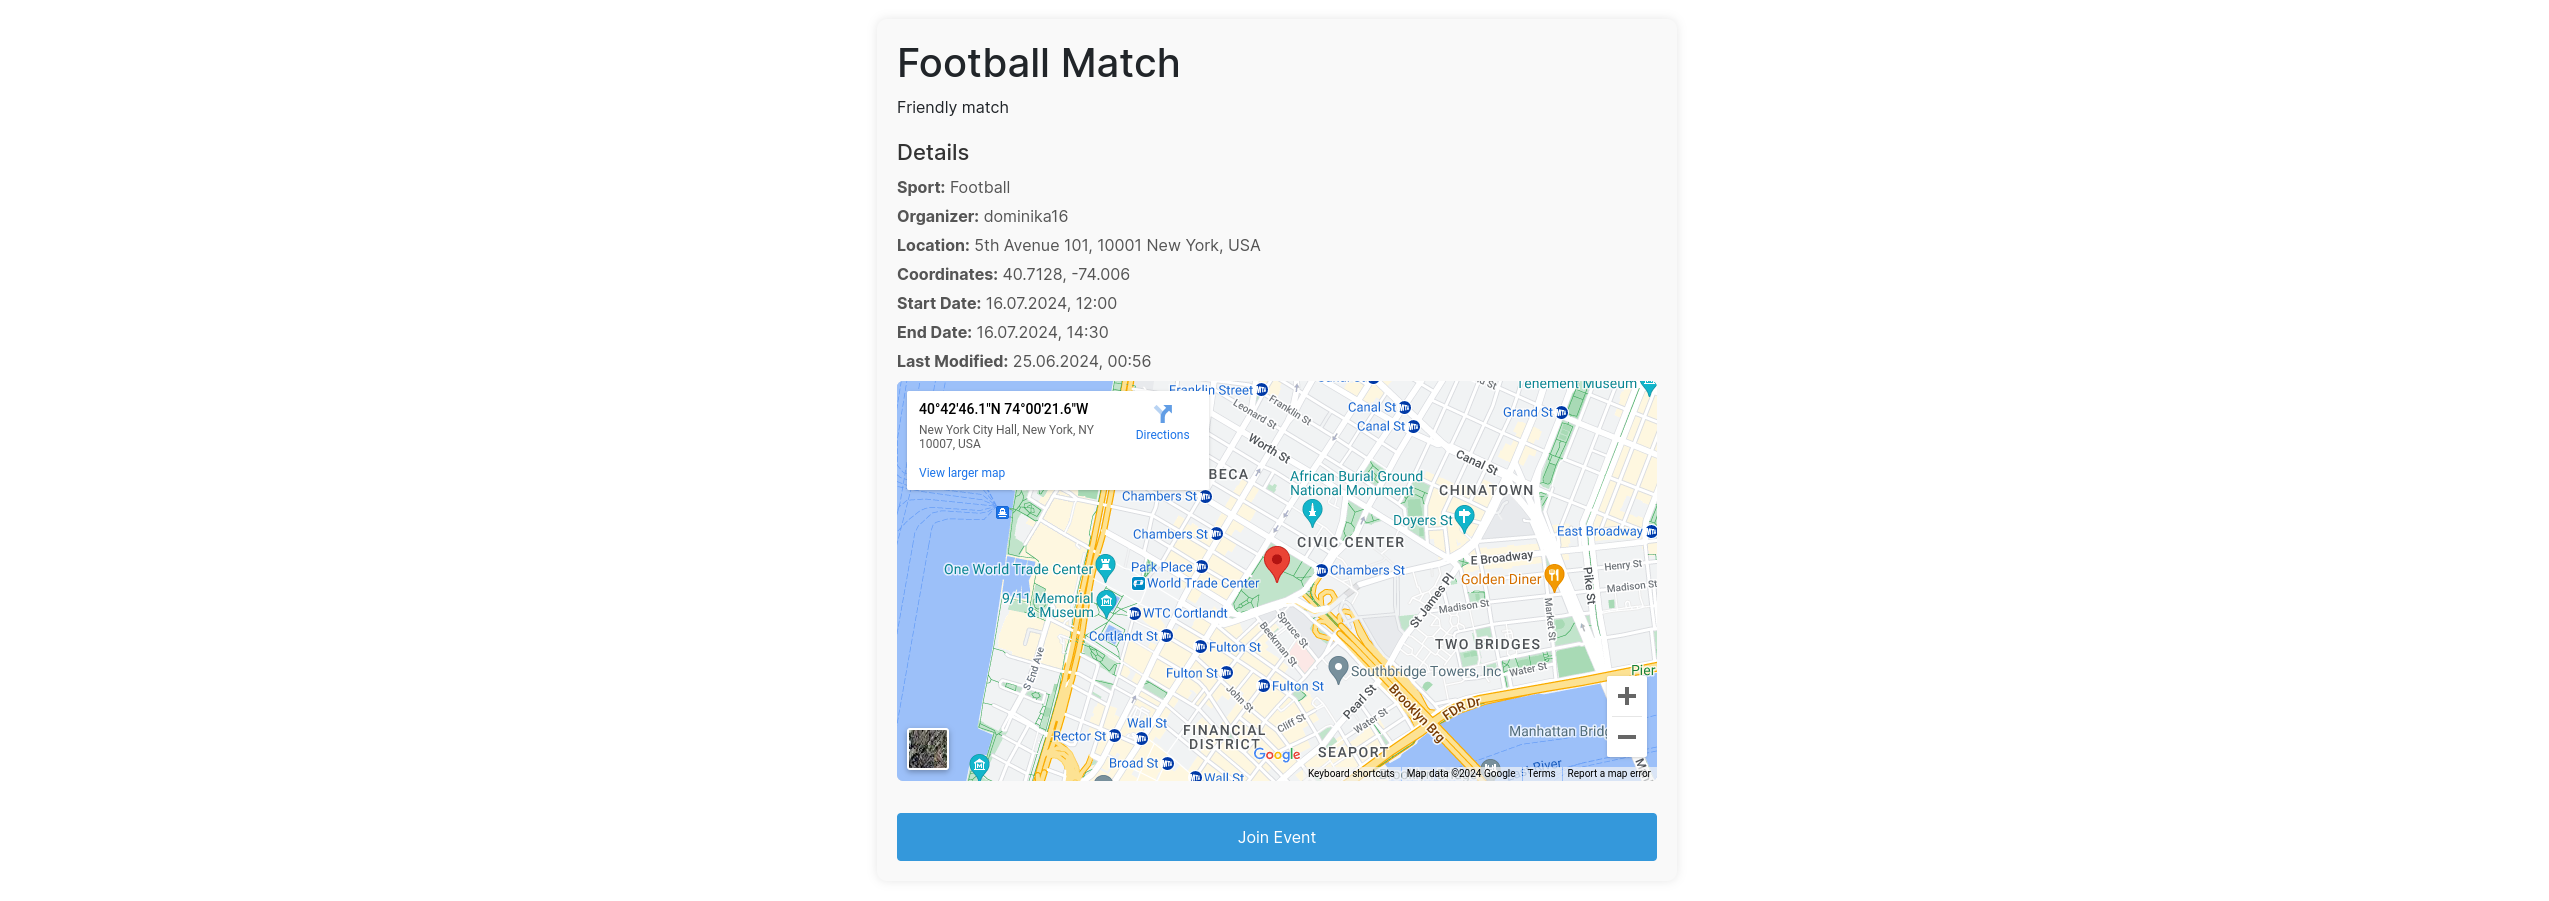 Football Match
Friendly match
Details
Sport: Football
Organizer: dominika16
Location: 5th Avenue 101, 10001 New York, USA
Coordinates: 40.7128, -74.006
Start Date: 16.07.2024, 12:00
End Date: 16.07.2024, 14:30
Last Modified: 25.06.2024, 00:56
40°42'46.1"N 74°00'21.6"W
New York City Hall, New York, NY
10007, USA
Directions
View larger map
Franklin Street
Franklin St
Leonard St
Worth St
Canal St
Canal St
Canal St
Grand St
Tenement Museum
BECA
African Burial Ground
National Monument
CHINATOWN
Chambers St
Doyers St
East Broadway
Chambers St
CIVIC CENTER
E Broadway
One World Trade Center
Park Place
Chambers St
Henry St
World Trade Center
Golden Diner
Pike St
Madison St
9/11 Memorial
& Museum
WTC Cortlandt
St James Pl
Madison St
Market St
Cortlandt St
Spruce St
Beekman St
Fulton St
TWO BRIDGES
S End Ave
Fulton St
Southbridge Towers, Inc
Water St
Pier
Fulton St
John St
Pearl St
Brooklyn Brg
FDR Dr
Wall St
Cliff St
Water St
Rector St
FINANCIAL
DISTRICT
Manhattan Bridg
Google
SEAPORT
Broad St
River
Wall St
Keyboard shortcuts
Map data ©2024 Google
Terms
Report a map error
Join Event